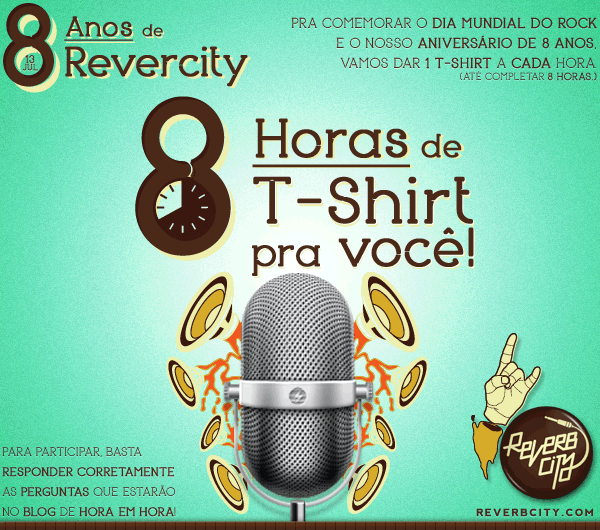 8 Anos de
13 JUL.
Revercity
PRA COMEMORAR O DIA MUNDIAL DO ROCK
E O NOSSO ANIVERSÁRIO DE 8 ANOS,
VAMOS DAR 1 T-SHIRT A CADA HORA.
(ATÉ COMPLETAR 8 HORAS.)
8 Horas de
T-Shirt
pra você!
PARA PARTICIPAR, BASTA
RESPONDER CORRETAMENTE
AS PERGUNTAS QUE ESTARÃO
NO BLOG DE HORA EM HORA!
REVERB
CITY
REVERBCITY.COM